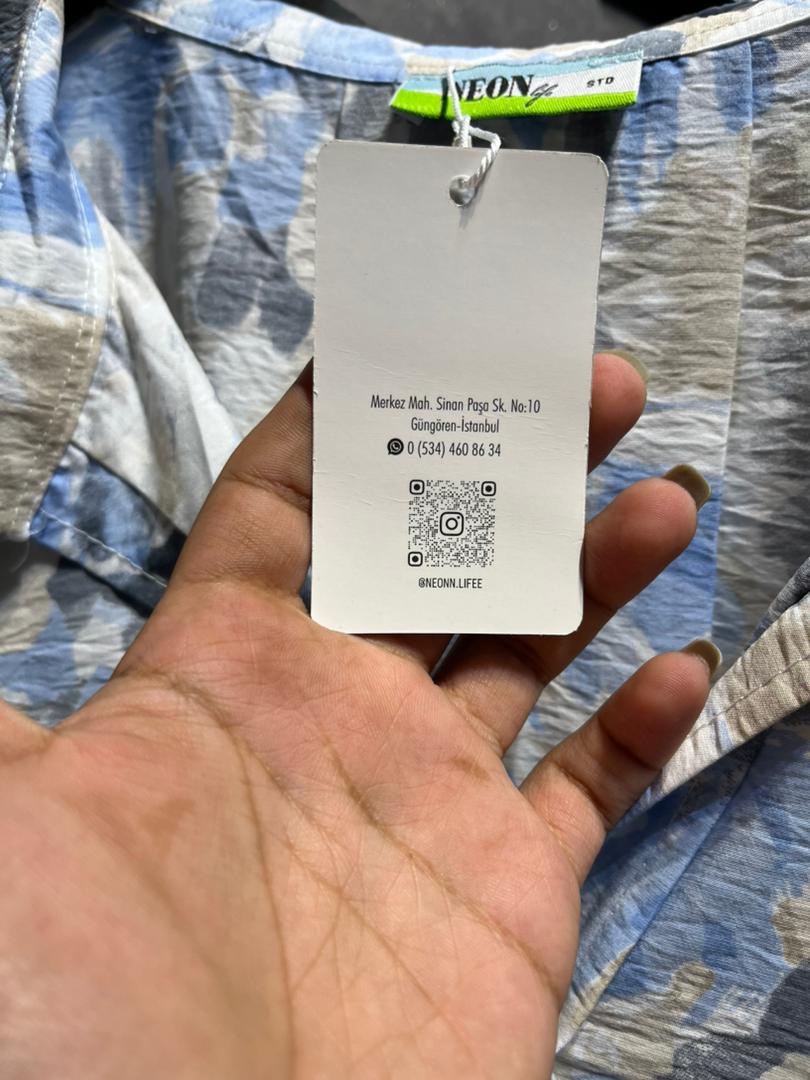 NEON
STD
Merkez Mah. Sinan Paşa Sk. No:10
Güngören-İstanbul
0 (534) 460 86 34
@NEONN.LIFEE